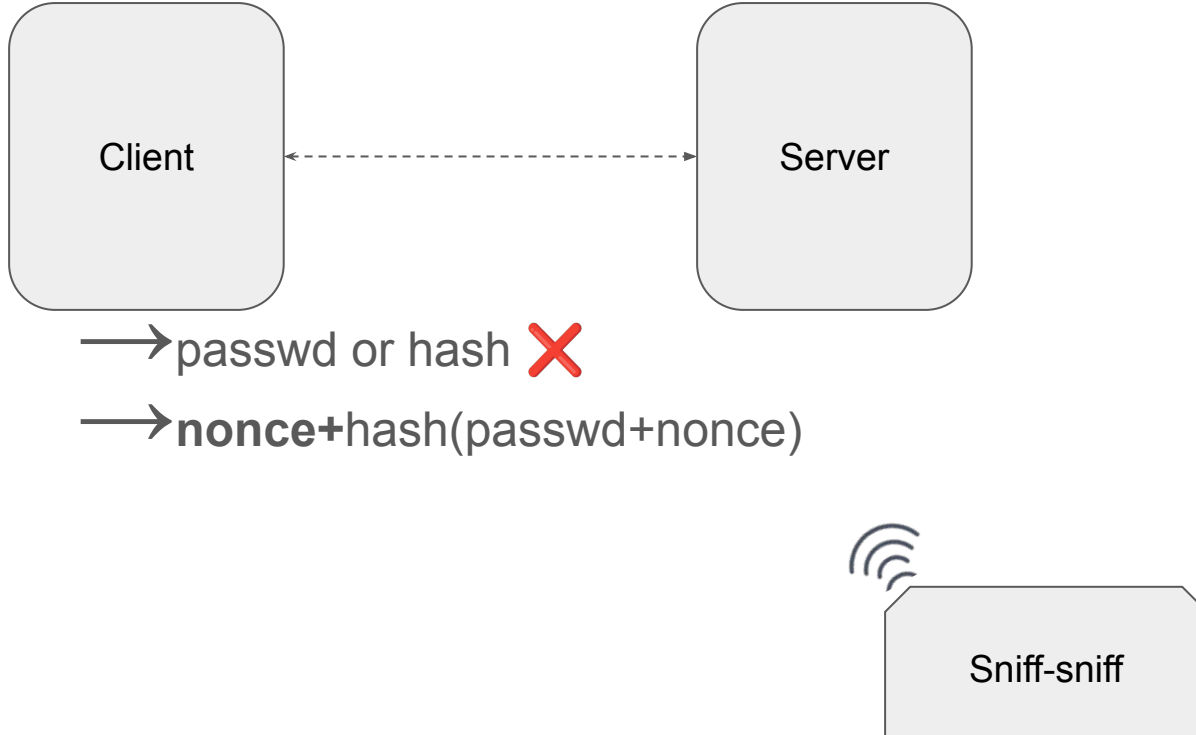 Client
Server
→passwd or hash ❌
→nonce+hash(passwd+nonce)
Sniff-sniff